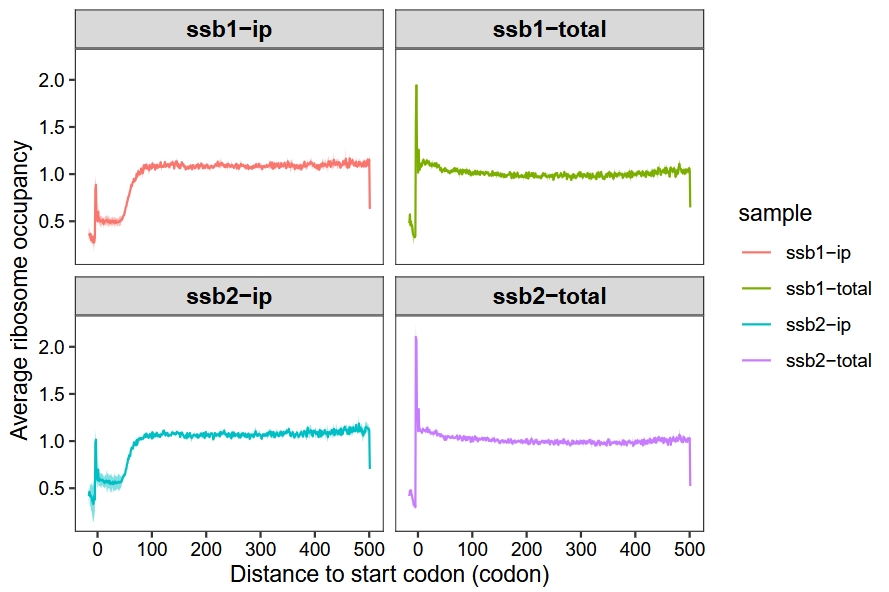 ssb1−ip
ssb1−total
2.0
1.5
1.0
0.5
ssb2−ip
ssb2−total
2.0
1.5
1.0
0.5
0 100 200 300 400 500
0 100 200 300 400 500
Distance to start codon (codon)
Average ribosome occupancy
sample
ssb1−ip
ssb1−total
ssb2−ip
ssb2−total